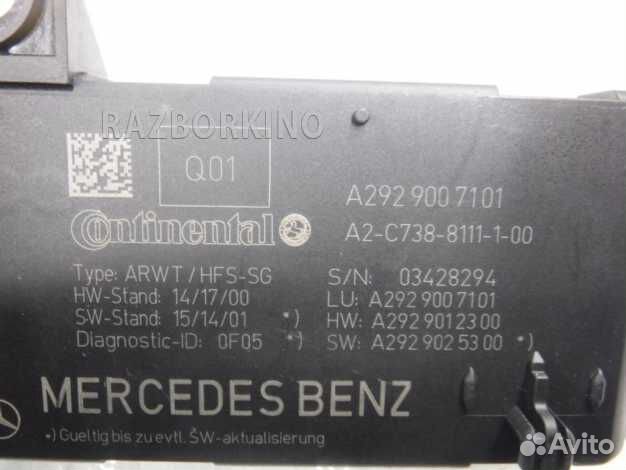 RAZBORKINO
Q01
A292 900 7101
Continental
A2-C738-8111-1-00
Type: ARWT/HFS-SG
S/N: 03428294
HW-Stand: 14/17/00
LU: A292 900 7101
SW-Stand: 15/14/01 *)
HW: A292 901 23 00
Diagnostic-ID: 0F05 *)
SW: A292 902 53 00 *)
MERCEDES BENZ
*) Gueltig bis zu evtl. SW-aktualisierung
Avito